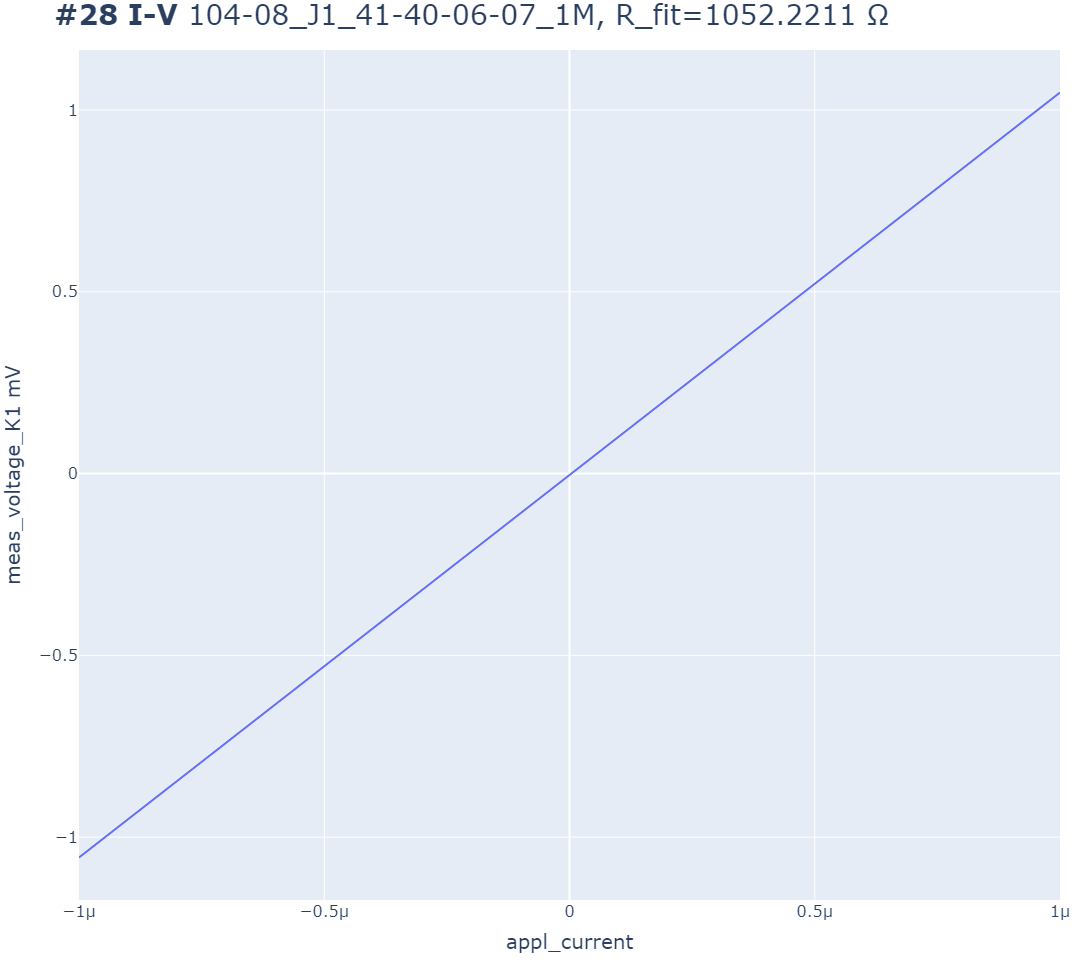 #28 I-V 104-08_J1_41-40-06-07_1M, R_fit=1052.2211 Ω
meas_voltage_K1 mV
1
0.5
0
−0.5
−1
−1μ
−0.5μ
0
0.5μ
1μ
appl_current